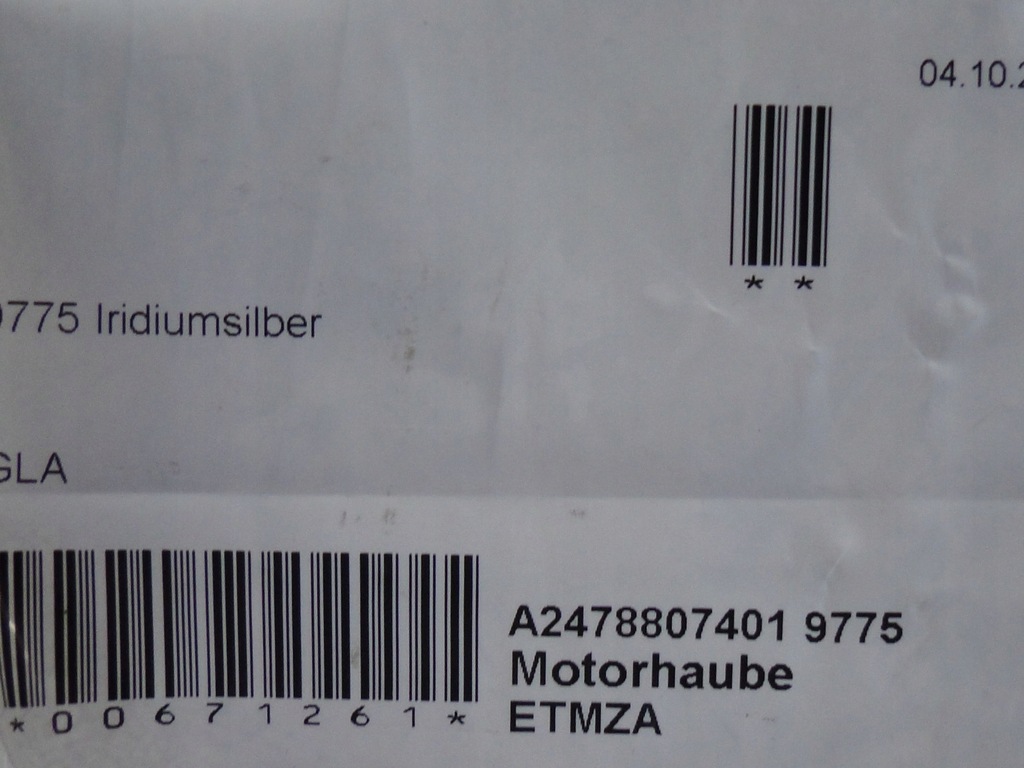 04.10.
* *
775 Iridiumsilber
GLA
A2478807401 9775
Motorhaube
*00671261* ETMZA